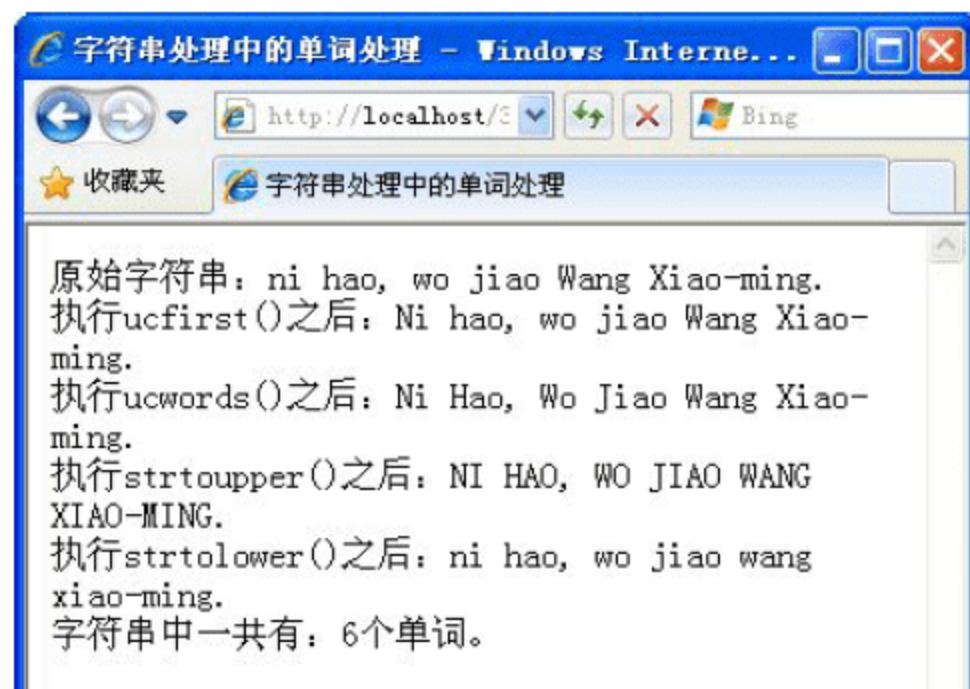 字符串处理中的单词处理 - Windows Interne...
http://localhost/3
Bing
收藏夹
字符串处理中的单词处理
原始字符串：ni hao, wo jiao Wang Xiao-ming.
执行ucfirst()之后：Ni hao, wo jiao Wang Xiao-
ming.
执行ucwords()之后：Ni Hao, Wo Jiao Wang Xiao-
ming.
执行strtoupper()之后：NI HAO, WO JIAO WANG
XIAO-MING.
执行strtolower()之后：ni hao, wo jiao wang
xiao-ming.
字符串中一共有：6个单词。